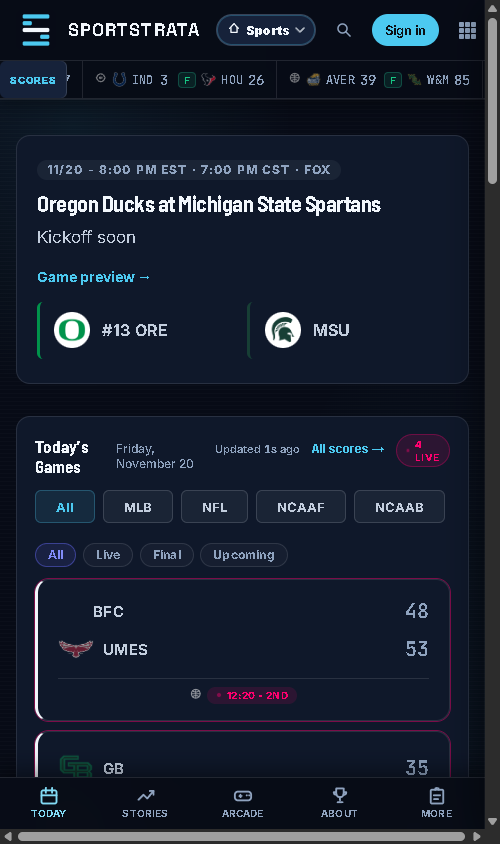 SPORTSTRATA
Sports
Sign in
SCORES
7 IND 3 F HOU 26 AVER 39 F W&M 85
11/20 - 8:00 PM EST · 7:00 PM CST · FOX
Oregon Ducks at Michigan State Spartans
Kickoff soon
Game preview →
#13 ORE
MSU
Today's Games
Friday, November 20
Updated 1s ago
All scores →
4 LIVE
All
MLB
NFL
NCAAF
NCAAB
All
Live
Final
Upcoming
BFC 48
UMES 53
12:20 - 2ND
GB 35
TODAY
STORIES
ARCADE
ABOUT
MORE